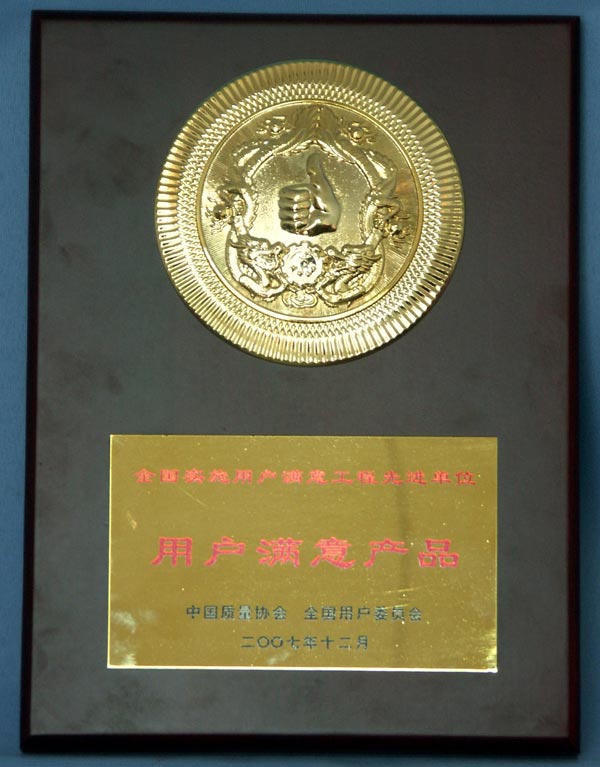 全国实施用户满意工程先进单位
用户满意产品
中国质量协会 全国用户委员会
二〇〇七年十二月